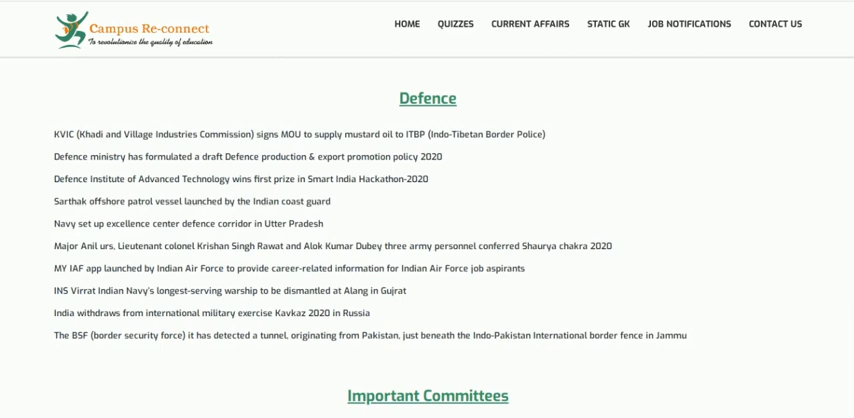 Campus Re-connect
To revolutionize the quality of education
HOME QUIZZES CURRENT AFFAIRS STATIC GK JOB NOTIFICATIONS CONTACT US
Defence
KVIC (Khadi and Village Industries Commission) signs MOU to supply mustard oil to ITBP (Indo-Tibetan Border Police)
Defence ministry has formulated a draft Defence production & export promotion policy 2020
Defence Institute of Advanced Technology wins first prize in Smart India Hackathon-2020
Sarthak offshore patrol vessel launched by the Indian coast guard
Navy set up excellence center defence corridor in Utter Pradesh
Major Anil urs, Lieutenant colonel Krishan Singh Rawat and Alok Kumar Dubey three army personnel conferred Shaurya chakra 2020
MY IAF app launched by Indian Air Force to provide career-related information for Indian Air Force job aspirants
INS Virrat Indian Navy's longest-serving warship to be dismantled at Alang in Gujrat
India withdraws from international military exercise Kavkaz 2020 in Russia
The BSF (border security force) it has detected a tunnel, originating from Pakistan, just beneath the Indo-Pakistan International border fence in Jammu
Important Committees